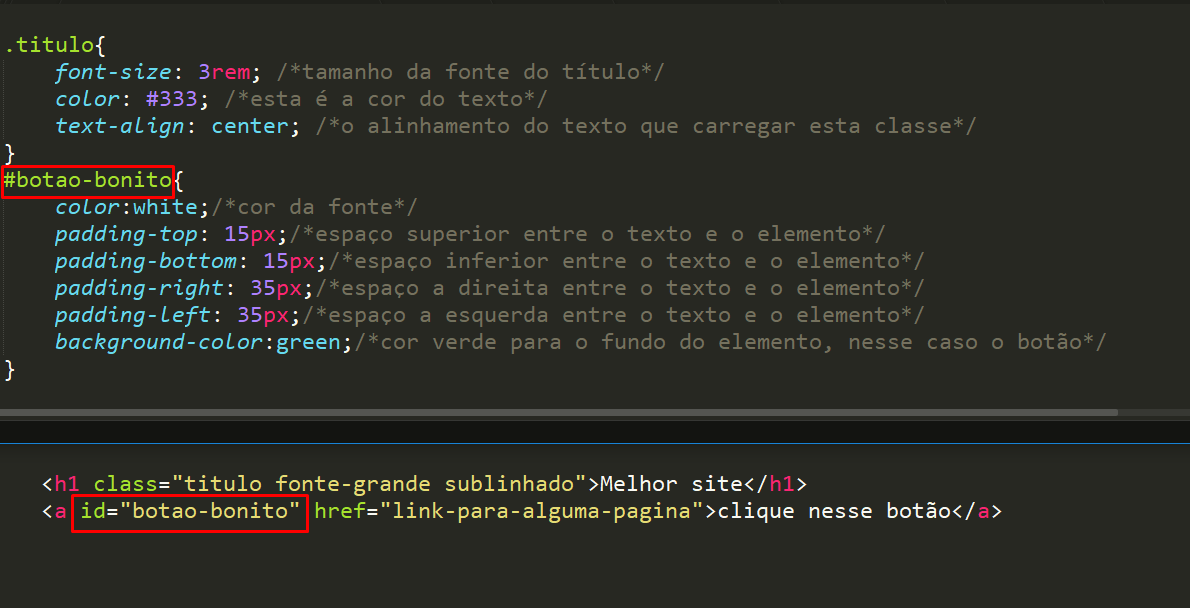 .titulo{
    font-size: 3rem; /*tamanho da fonte do título*/
    color: #333; /*esta é a cor do texto*/
    text-align: center; /*o alinhamento do texto que carregar esta classe*/
}
#botao-bonito{
    color:white;/*cor da fonte*/
    padding-top: 15px;/*espaço superior entre o texto e o elemento*/
    padding-bottom: 15px;/*espaço inferior entre o texto e o elemento*/
    padding-right: 35px;/*espaço a direita entre o texto e o elemento*/
    padding-left: 35px;/*espaço a esquerda entre o texto e o elemento*/
    background-color:green;/*cor verde para o fundo do elemento, nesse caso o botão*/
}
<h1 class="titulo fonte-grande sublinhado">Melhor site</h1>
<a id="botao-bonito" href="link-para-alguma-pagina">clique nesse botão</a>